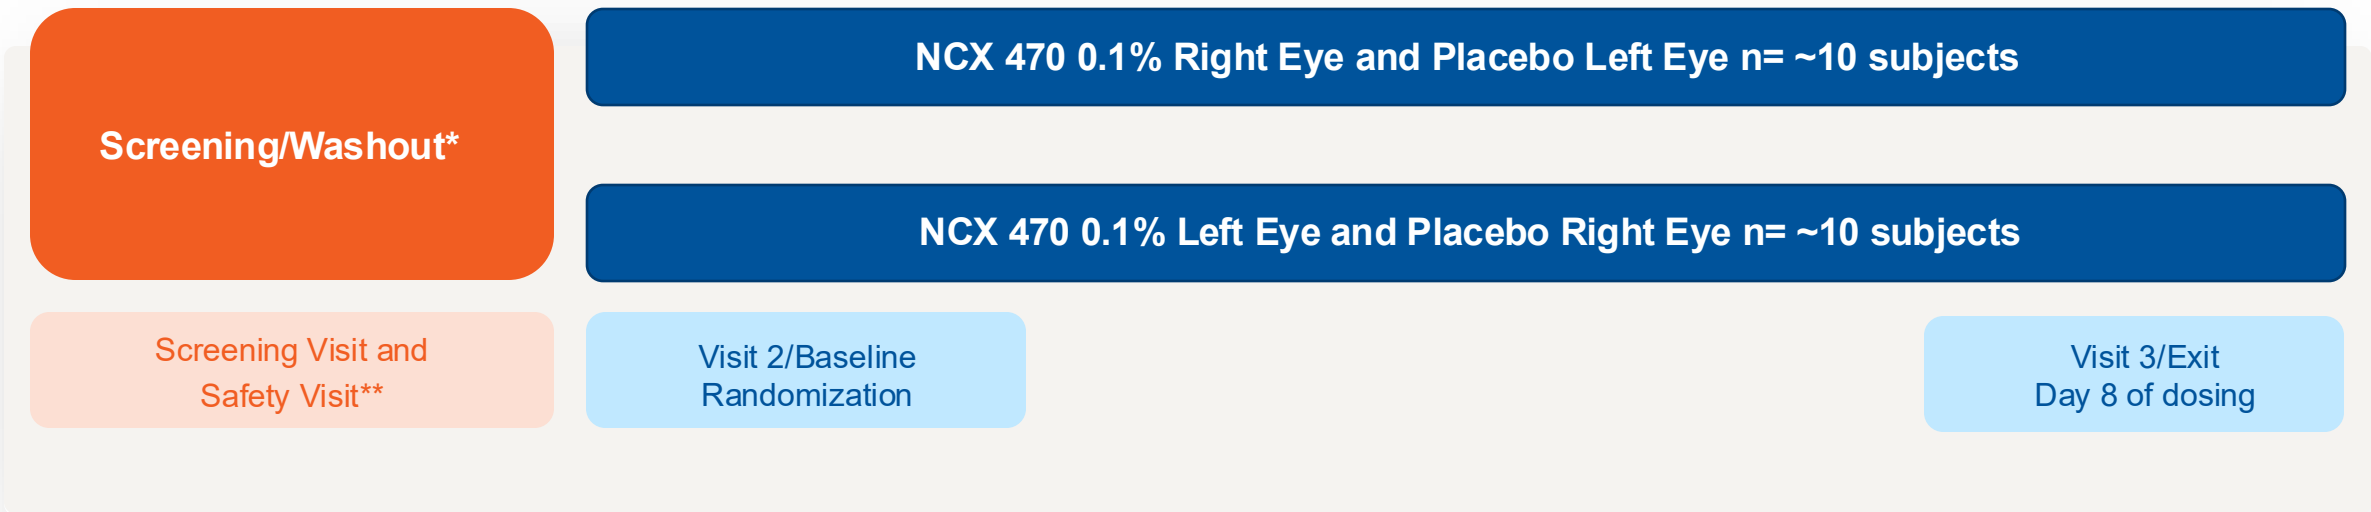 Screening/Washout*
NCX 470 0.1% Right Eye and Placebo Left Eye n= ~10 subjects
NCX 470 0.1% Left Eye and Placebo Right Eye n= ~10 subjects
Screening Visit and
Safety Visit**
Visit 2/Baseline
Randomization
Visit 3/Exit
Day 8 of dosing